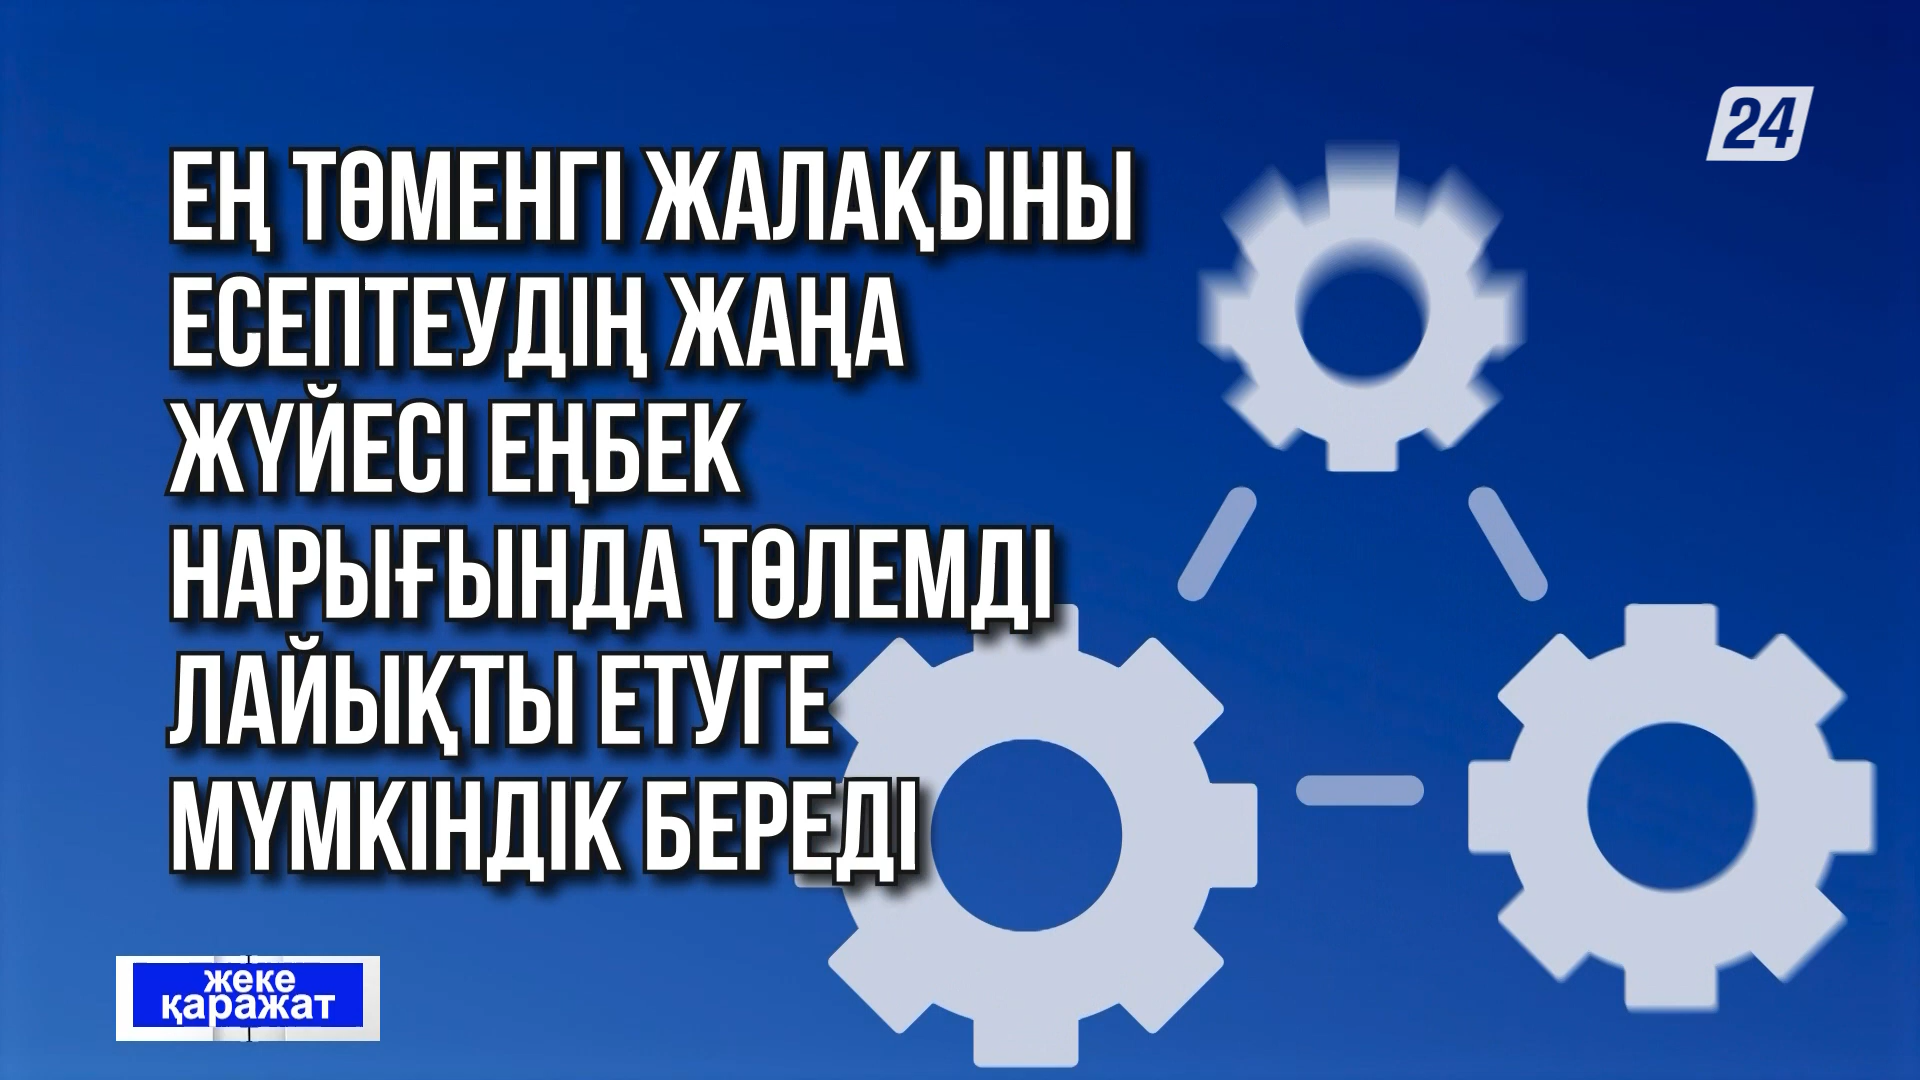 24
ЕҢ ТӨМЕНГІ ЖАЛАҚЫНЫ
ЕСЕПТЕУДІҢ ЖАҢА
ЖҮЙЕСІ ЕҢБЕК
НАРЫҒЫНДА ТӨЛЕМДІ
ЛАЙЫҚТЫ ЕТУГЕ
МҮМКІНДІК БЕРЕДІ
жеке
қаражат